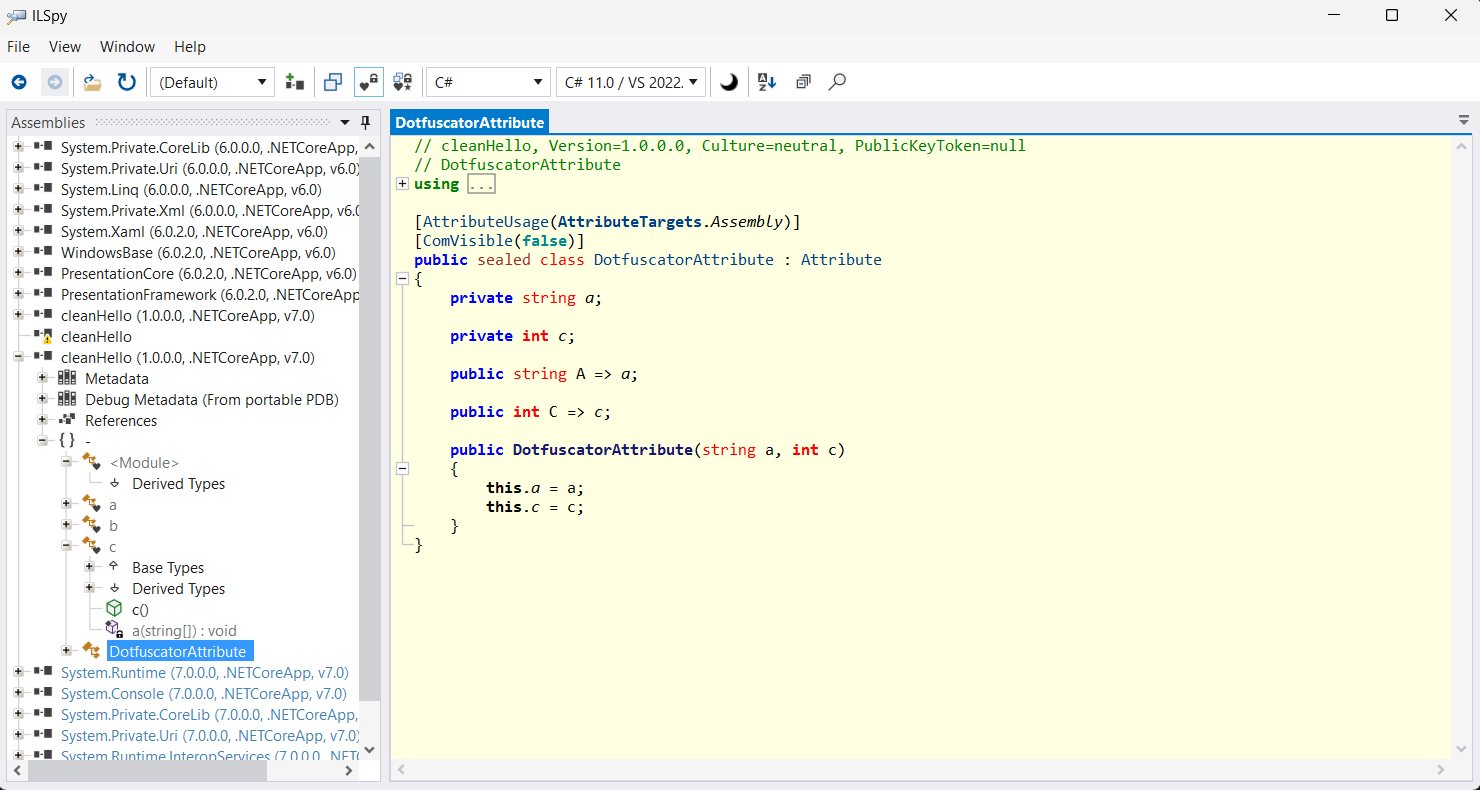 ILSpy
File View Window Help
(Default) C# C# 11.0 / VS 2022.
Assemblies
System.Private.CoreLib (6.0.0.0, .NETCoreApp,
System.Private.Uri (6.0.0.0, .NETCoreApp, v6.0)
System.Linq (6.0.0.0, .NETCoreApp, v6.0)
System.Private.Xml (6.0.0.0, .NETCoreApp, v6.0
System.Xaml (6.0.2.0, .NETCoreApp, v6.0)
WindowsBase (6.0.2.0, .NETCoreApp, v6.0)
PresentationCore (6.0.2.0, .NETCoreApp, v6.0)
PresentationFramework (6.0.2.0, .NETCoreApp
cleanHello (1.0.0.0, .NETCoreApp, v7.0)
cleanHello
cleanHello (1.0.0.0, .NETCoreApp, v7.0)
Metadata
Debug Metadata (From portable PDB)
References
{ } -
<Module>
Derived Types
a
b
c
Base Types
Derived Types
c()
a(string[]) : void
DotfuscatorAttribute
System.Runtime (7.0.0.0, .NETCoreApp, v7.0)
System.Console (7.0.0.0, .NETCoreApp, v7.0)
System.Private.CoreLib (7.0.0.0, .NETCoreApp,
System.Private.Uri (7.0.0.0, .NETCoreApp, v7.0)
System.Runtime.InteropServices (7.0.0.0, .NETC
DotfuscatorAttribute
// cleanHello, Version=1.0.0.0, Culture=neutral, PublicKeyToken=null
// DotfuscatorAttribute
using ...
[AttributeUsage(AttributeTargets.Assembly)]
[ComVisible(false)]
public sealed class DotfuscatorAttribute : Attribute
{
private string a;
private int c;
public string A => a;
public int C => c;
public DotfuscatorAttribute(string a, int c)
{
this.a = a;
this.c = c;
}
}